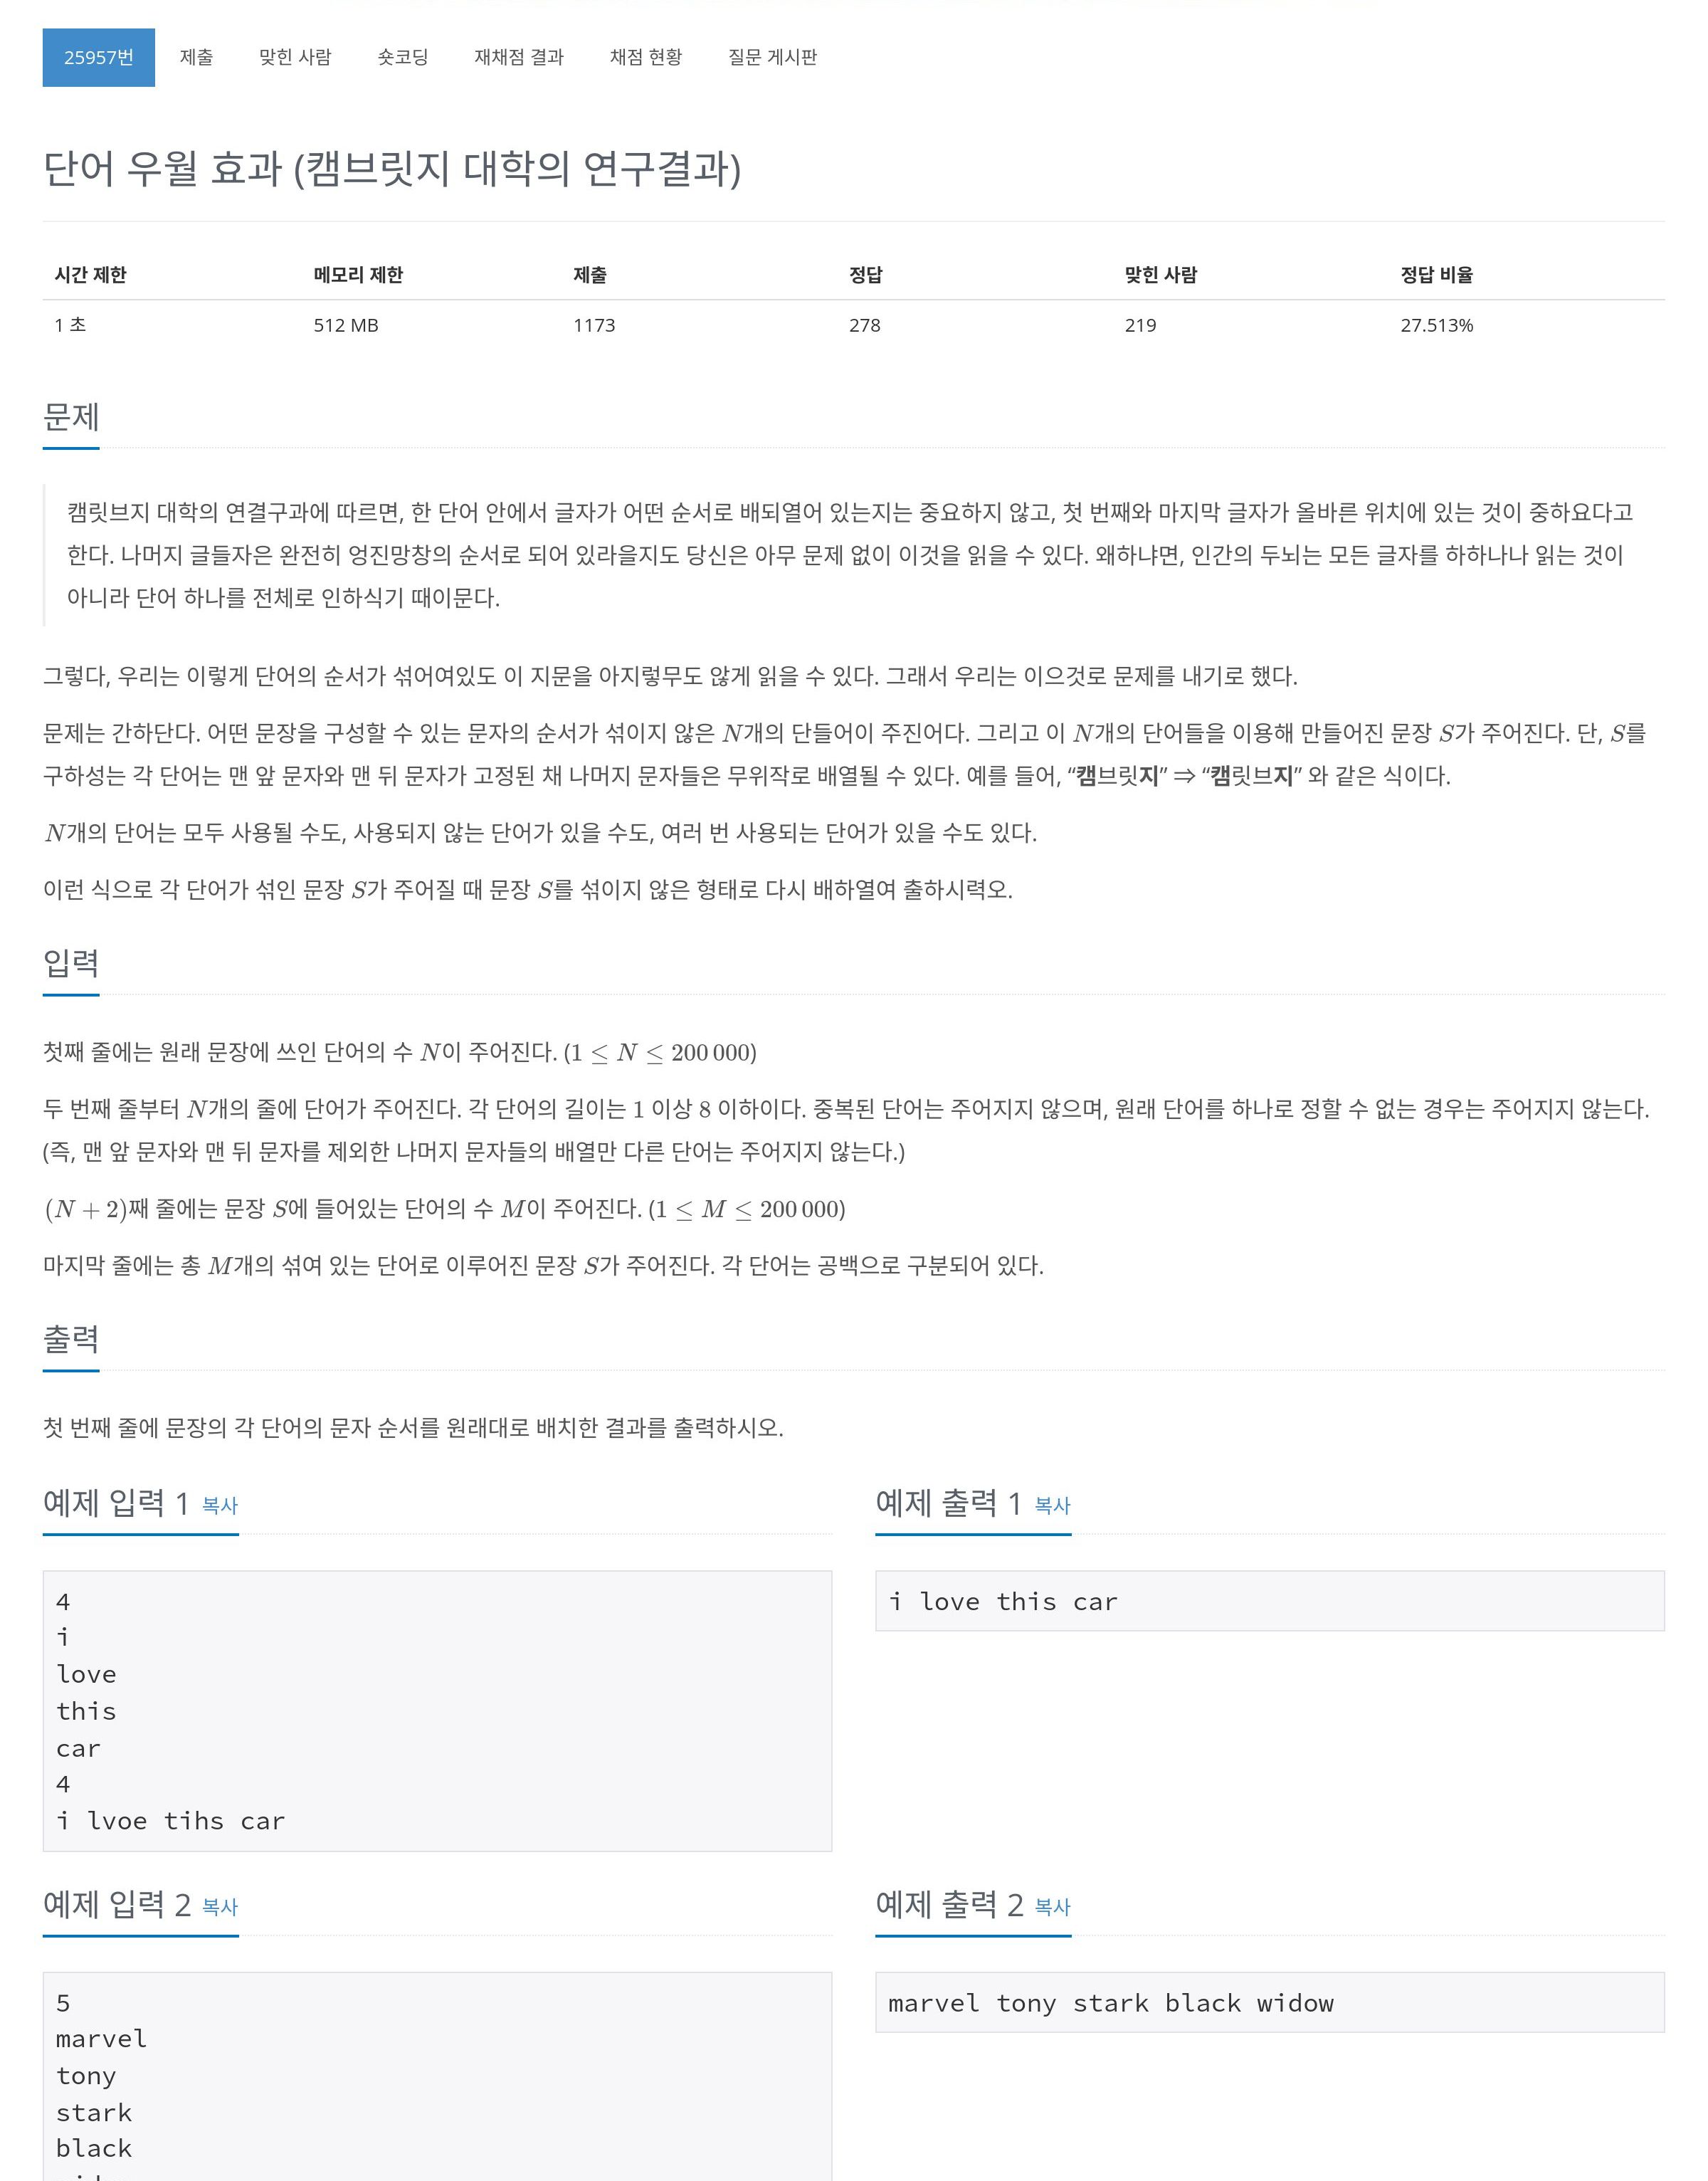 25957번 제출 맞힌 사람 숏코딩 재채점 결과 채점 현황 질문 게시판
단어 우월 효과 (캠브릿지 대학의 연구결과)
시간 제한 메모리 제한 제출 정답 맞힌 사람 정답 비율
1 초 512 MB 1173 278 219 27.513%
문제
캠릿브지 대학의 연결구과에 따르면, 한 단어 안에서 글자가 어떤 순서로 배되열어 있는지는 중요하지 않고, 첫 번째와 마지막 글자가 올바른 위치에 있는 것이 중하요다고
한다. 나머지 글들자은 완전히 엉진망창의 순서로 되어 있라을지도 당신은 아무 문제 없이 이것을 읽을 수 있다. 왜하냐면, 인간의 두뇌는 모든 글자를 하하나나 읽는 것이
아니라 단어 하나를 전체로 인하식기 때이문다.
그렇다, 우리는 이렇게 단어의 순서가 섞어여있도 이 지문을 아지렇무도 않게 읽을 수 있다. 그래서 우리는 이으것로 문제를 내기로 했다.
문제는 간하단다. 어떤 문장을 구성할 수 있는 문자의 순서가 섞이지 않은 N개의 단들어이 주진어다. 그리고 이 N개의 단어들을 이용해 만들어진 문장 S가 주어진다. 단, S를
구하성는 각 단어는 맨 앞 문자와 맨 뒤 문자가 고정된 채 나머지 문자들은 무위작로 배열될 수 있다. 예를 들어, “캠브릿지” ⇒ “캠릿브지” 와 같은 식이다.
N개의 단어는 모두 사용될 수도, 사용되지 않는 단어가 있을 수도, 여러 번 사용되는 단어가 있을 수도 있다.
이런 식으로 각 단어가 섞인 문장 S가 주어질 때 문장 S를 섞이지 않은 형태로 다시 배하열여 출하시력오.
입력
첫째 줄에는 원래 문장에 쓰인 단어의 수 N이 주어진다. (1 ≤ N ≤ 200 000)
두 번째 줄부터 N개의 줄에 단어가 주어진다. 각 단어의 길이는 1 이상 8 이하이다. 중복된 단어는 주어지지 않으며, 원래 단어를 하나로 정할 수 없는 경우는 주어지지 않는다.
(즉, 맨 앞 문자와 맨 뒤 문자를 제외한 나머지 문자들의 배열만 다른 단어는 주어지지 않는다.)
(N + 2)째 줄에는 문장 S에 들어있는 단어의 수 M이 주어진다. (1 ≤ M ≤ 200 000)
마지막 줄에는 총 M개의 섞여 있는 단어로 이루어진 문장 S가 주어진다. 각 단어는 공백으로 구분되어 있다.
출력
첫 번째 줄에 문장의 각 단어의 문자 순서를 원래대로 배치한 결과를 출력하시오.
예제 입력 1 복사
4
i
love
this
car
4
i lvoe tihs car
예제 출력 1 복사
i love this car
예제 입력 2 복사
5
marvel
tony
stark
black
예제 출력 2 복사
marvel tony stark black widow